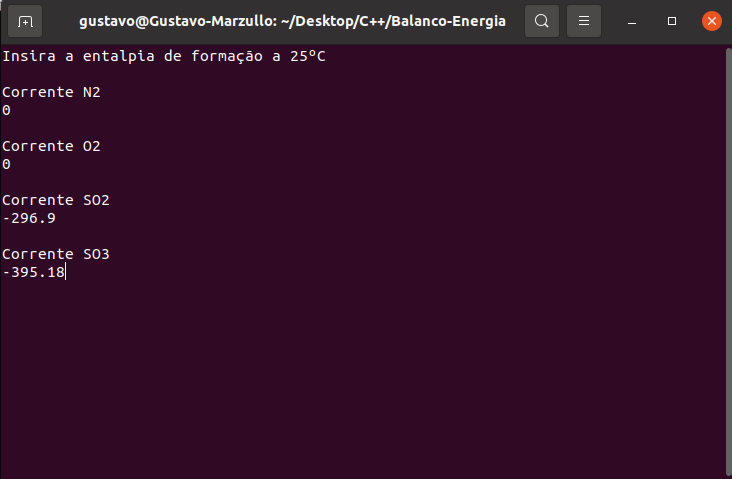 gustavo@Gustavo-Marzullo: ~/Desktop/C++/Balanco-Energia
Insira a entalpia de formação a 25ºC
Corrente N2
0
Corrente O2
0
Corrente SO2
-296.9
Corrente SO3
-395.18